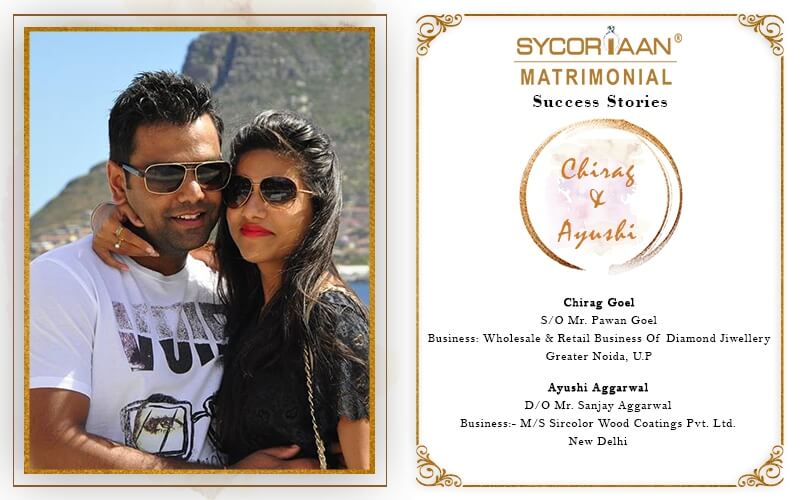 SYCORIAAN®
MATRIMONIAL
Success Stories
Chirag
&
Ayushi
Chirag Goel
S/O Mr. Pawan Goel
Business: Wholesale & Retail Business Of Diamond Jiwellery
Greater Noida, U.P
Ayushi Aggarwal
D/O Mr. Sanjay Aggarwal
Business:- M/S Sircolor Wood Coatings Pvt. Ltd.
New Delhi